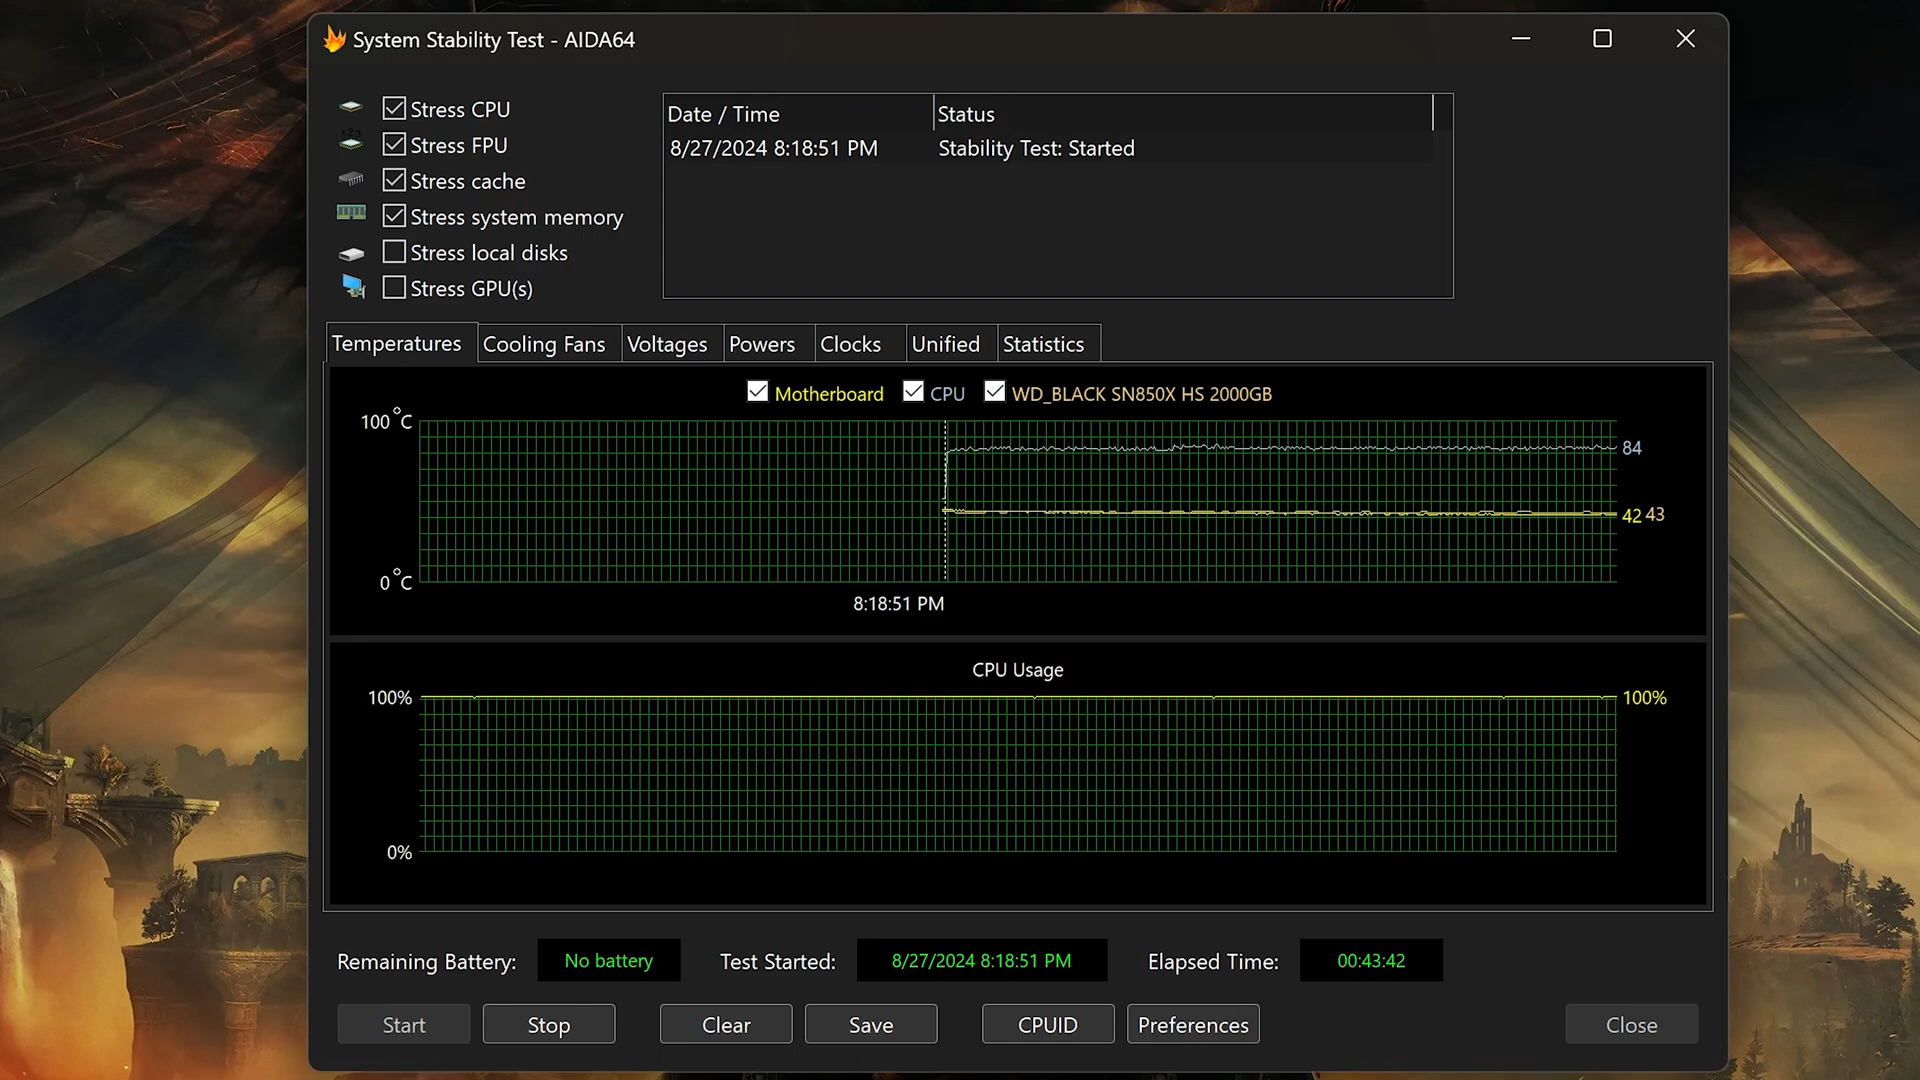 System Stability Test - AIDA64
Stress CPU
Stress FPU
Stress cache
Stress system memory
Stress local disks
Stress GPU(s)
Date / Time Status
8/27/2024 8:18:51 PM Stability Test: Started
Temperatures Cooling Fans Voltages Powers Clocks Unified Statistics
Motherboard CPU WD_BLACK SN850X HS 2000GB
100 °C
84
42 43
0 °C
8:18:51 PM
CPU Usage
100% 100%
0%
Remaining Battery: No battery Test Started: 8/27/2024 8:18:51 PM Elapsed Time: 00:43:42
Start Stop Clear Save CPUID Preferences Close